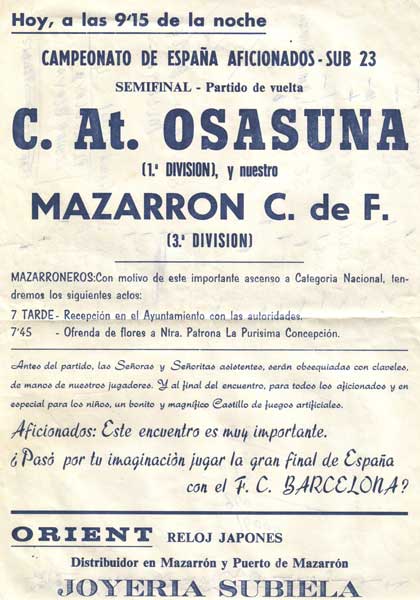 Hoy, a las 9'15 de la noche
CAMPEONATO DE ESPAÑA AFICIONADOS - SUB 23
SEMIFINAL - Partido de vuelta
C. At. OSASUNA
(1.ª DIVISION), y nuestro
MAZARRON C. de F.
(3.ª DIVISION)
MAZARRONEROS:Con motivo de este importante ascenso a Categoria Nacional, ten-
dremos los siguientes actos:
7 TARDE - Recepción en el Ayuntamiento con las autoridades.
7'45 - Ofrenda de flores a Ntra. Patrona La Purisima Concepción.
Antes del partido, las Señoras y Señoritas asistentes, serán obsequiadas con claveles,
de manos de nuestros jugadores. Y al final del encuentro, para todos los aficionados y en
especial para los niños, un bonito y magnífico Castillo de fuegos artificiales.
Aficionados: Este encuentro es muy importante.
¿Pasó por tu imaginación jugar la gran final de España
con el F. C. BARCELONA?
ORIENT RELOJ JAPONES
Distribuidor en Mazarrón y Puerto de Mazarrón
JOYERIA SUBIELA